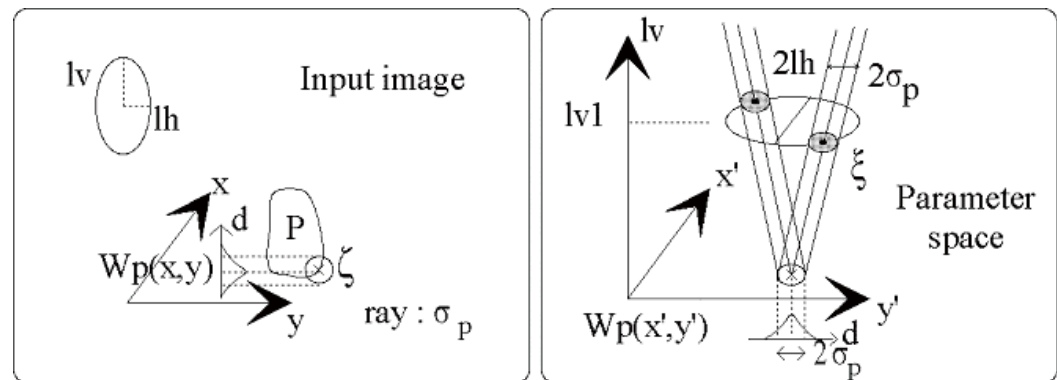 lv
lh
Input image
x
d
P
Wp(x,y)
ζ
y
ray : σp
lv
2lh
2σp
lv1
ξ
x'
Parameter
space
y'
Wp(x',y')
d
2σp